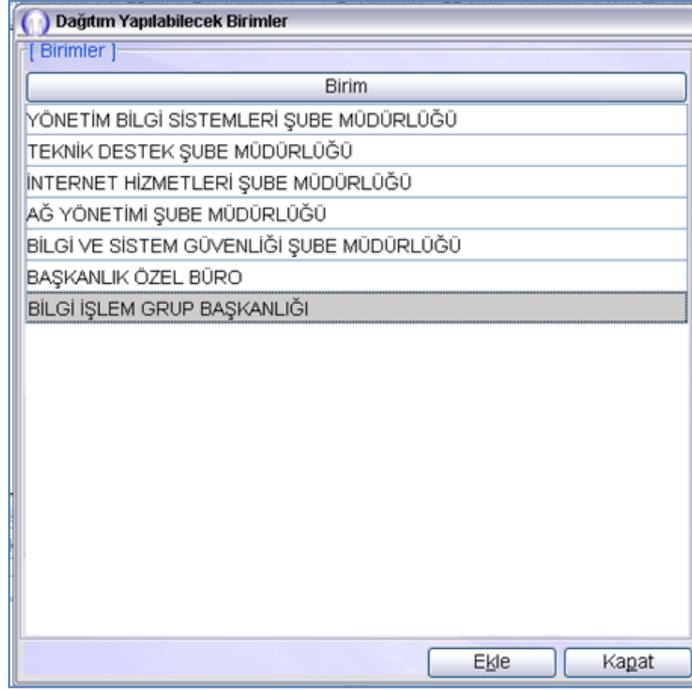 Dağıtım Yapılabilecek Birimler
[ Birimler ]
Birim
YÖNETİM BİLGİ SİSTEMLERİ ŞUBE MÜDÜRLÜĞÜ
TEKNİK DESTEK ŞUBE MÜDÜRLÜĞÜ
İNTERNET HİZMETLERİ ŞUBE MÜDÜRLÜĞÜ
AĞ YÖNETİMİ ŞUBE MÜDÜRLÜĞÜ
BİLGİ VE SİSTEM GÜVENLİĞİ ŞUBE MÜDÜRLÜĞÜ
BAŞKANLIK ÖZEL BÜRO
BİLGİ İŞLEM GRUP BAŞKANLIĞI
Ekle Kapat